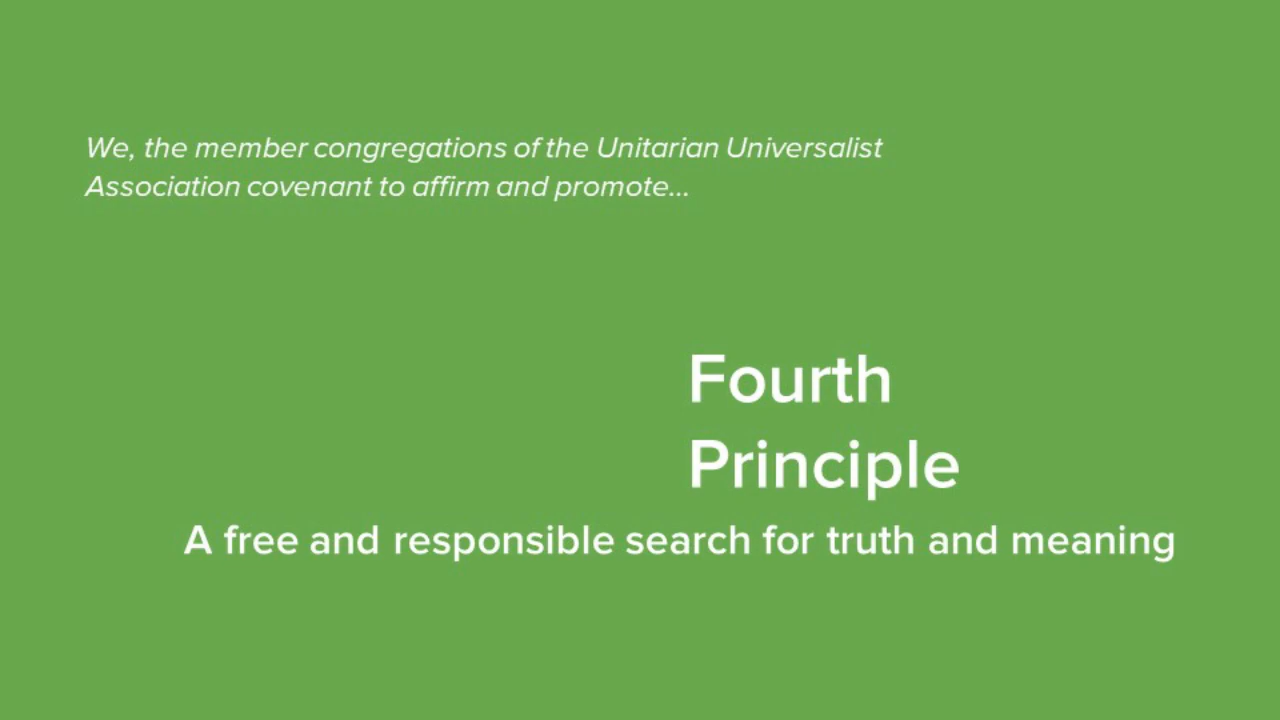 We, the member congregations of the Unitarian Universalist
Association covenant to affirm and promote...
Fourth
Principle
A free and responsible search for truth and meaning